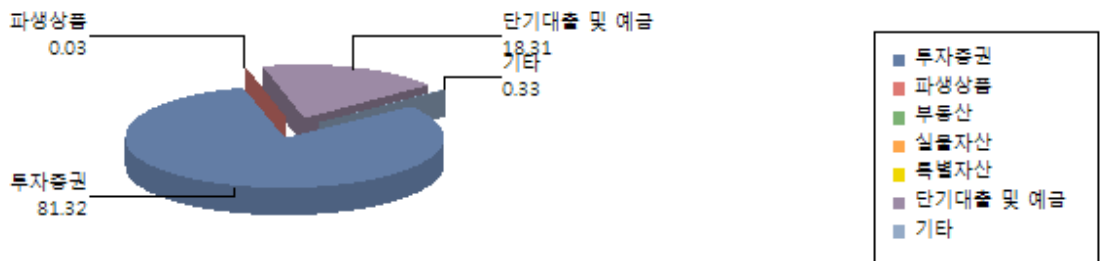 파생상품
0.03
단기대출 및 예금
18.31
기타
0.33
투자증권
81.32
투자증권
파생상품
부동산
실물자산
특별자산
단기대출 및 예금
기타